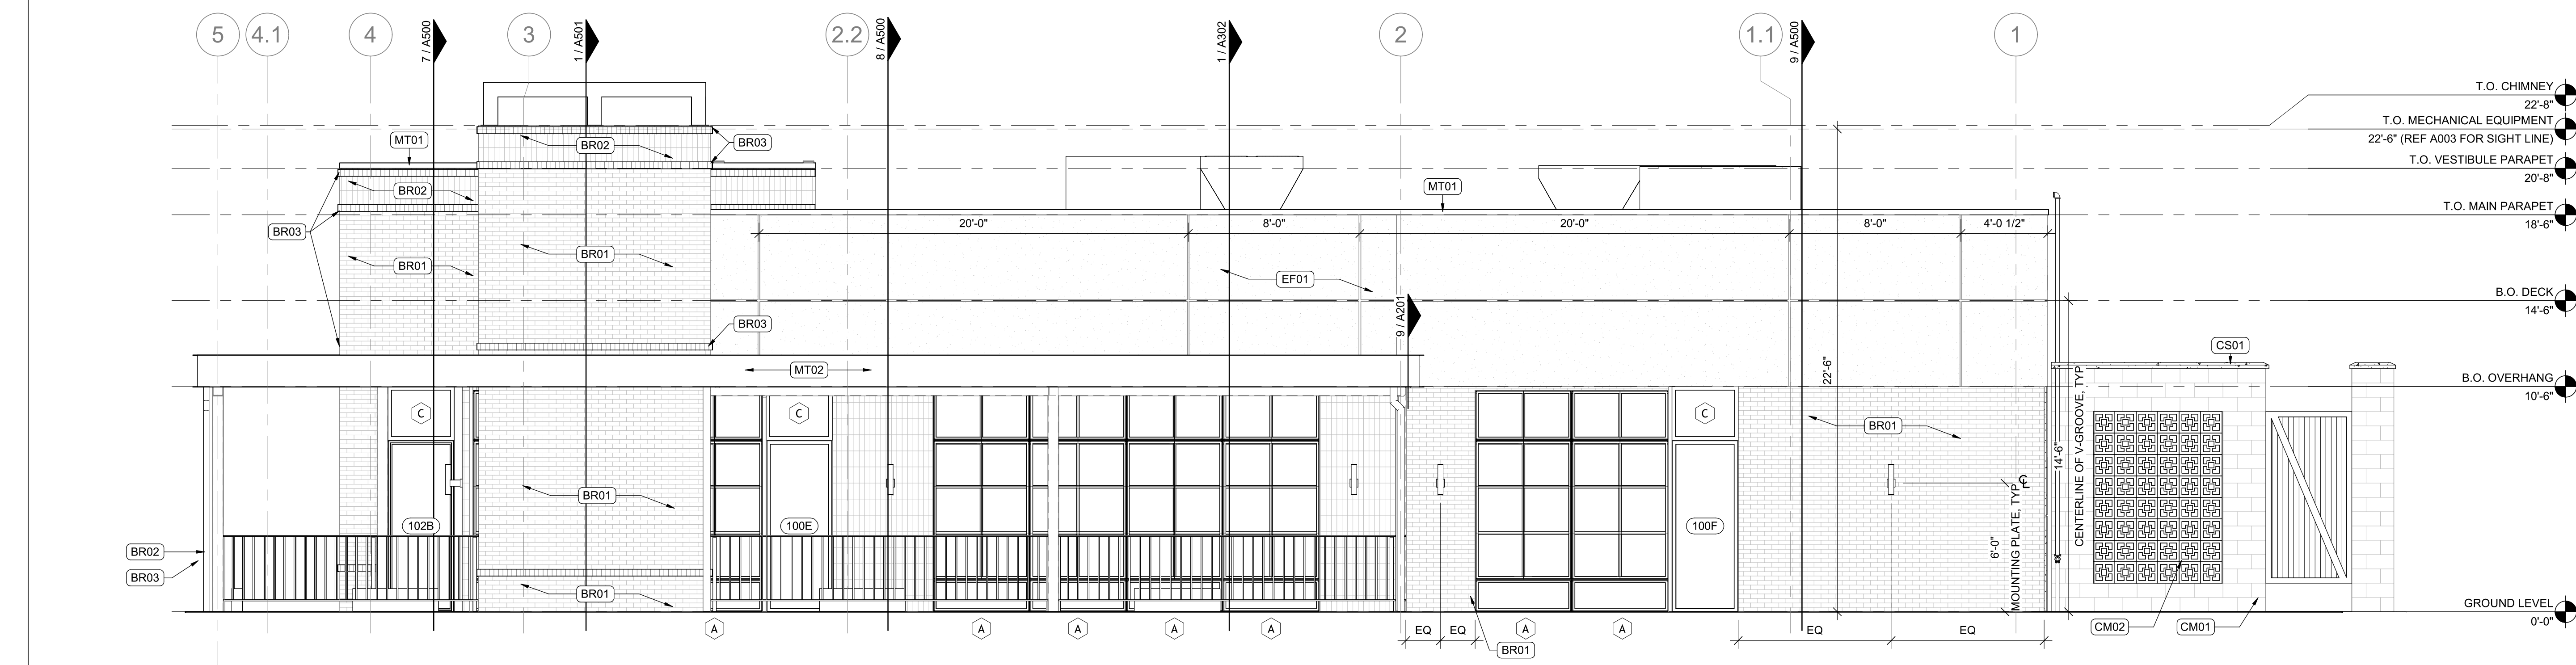 5
4.1
4
7 / A500
3
1 / A501
2.2
8 / A500
1 / A302
2
1.1
9 / A500
1
T.O. CHIMNEY
22'-8"
T.O. MECHANICAL EQUIPMENT
22'-6" (REF A003 FOR SIGHT LINE)
T.O. VESTIBULE PARAPET
20'-8"
T.O. MAIN PARAPET
18'-6"
B.O. DECK
14'-6"
B.O. OVERHANG
10'-6"
GROUND LEVEL
0'-0"
MT01
BR02
BR03
BR02
MT01
BR03
20'-0"
8'-0"
20'-0"
8'-0"
4'-0 1/2"
BR01
BR01
EF01
9 / A201
BR03
MT02
22'-6"
CS01
C
C
C
BR01
14'-6"
CENTERLINE OF V-GROOVE, TYP
BR01
102B
100E
100F
6'-0"
MOUNTING PLATE, TYP
CL
BR02
BR03
BR01
A
A
A
A
A
EQ
EQ
BR01
A
A
EQ
EQ
CM02
CM01